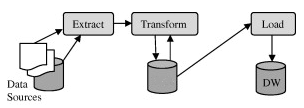 Extract
Transform
Load
Data
Sources
DW